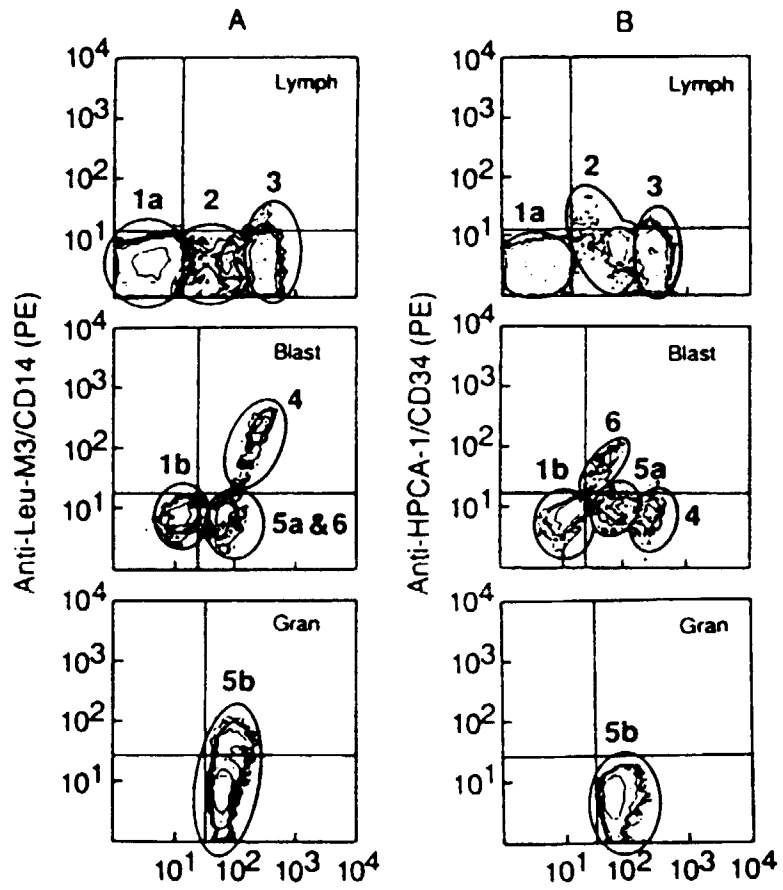 A
10⁴
Lymph
10³
10²
1a
2
3
10¹
10⁴
Blast
10³
4
10²
1b
10¹
5a & 6
10⁴
Gran
10³
5b
10²
10¹
10¹ 10² 10³ 10⁴
Anti-Leu-M3/CD14 (PE)
B
10⁴
Lymph
10³
2
10²
3
1a
10¹
10⁴
Blast
10³
6
10²
1b
5a
10¹
4
10⁴
Gran
10³
10²
5b
10¹
10¹ 10² 10³ 10⁴
Anti-HPCA-1/CD34 (PE)